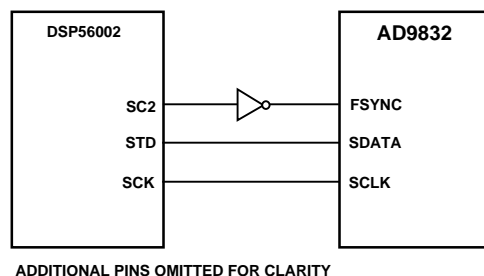 DSP56002
AD9832
SC2
FSYNC
STD
SDATA
SCK
SCLK
ADDITIONAL PINS OMITTED FOR CLARITY